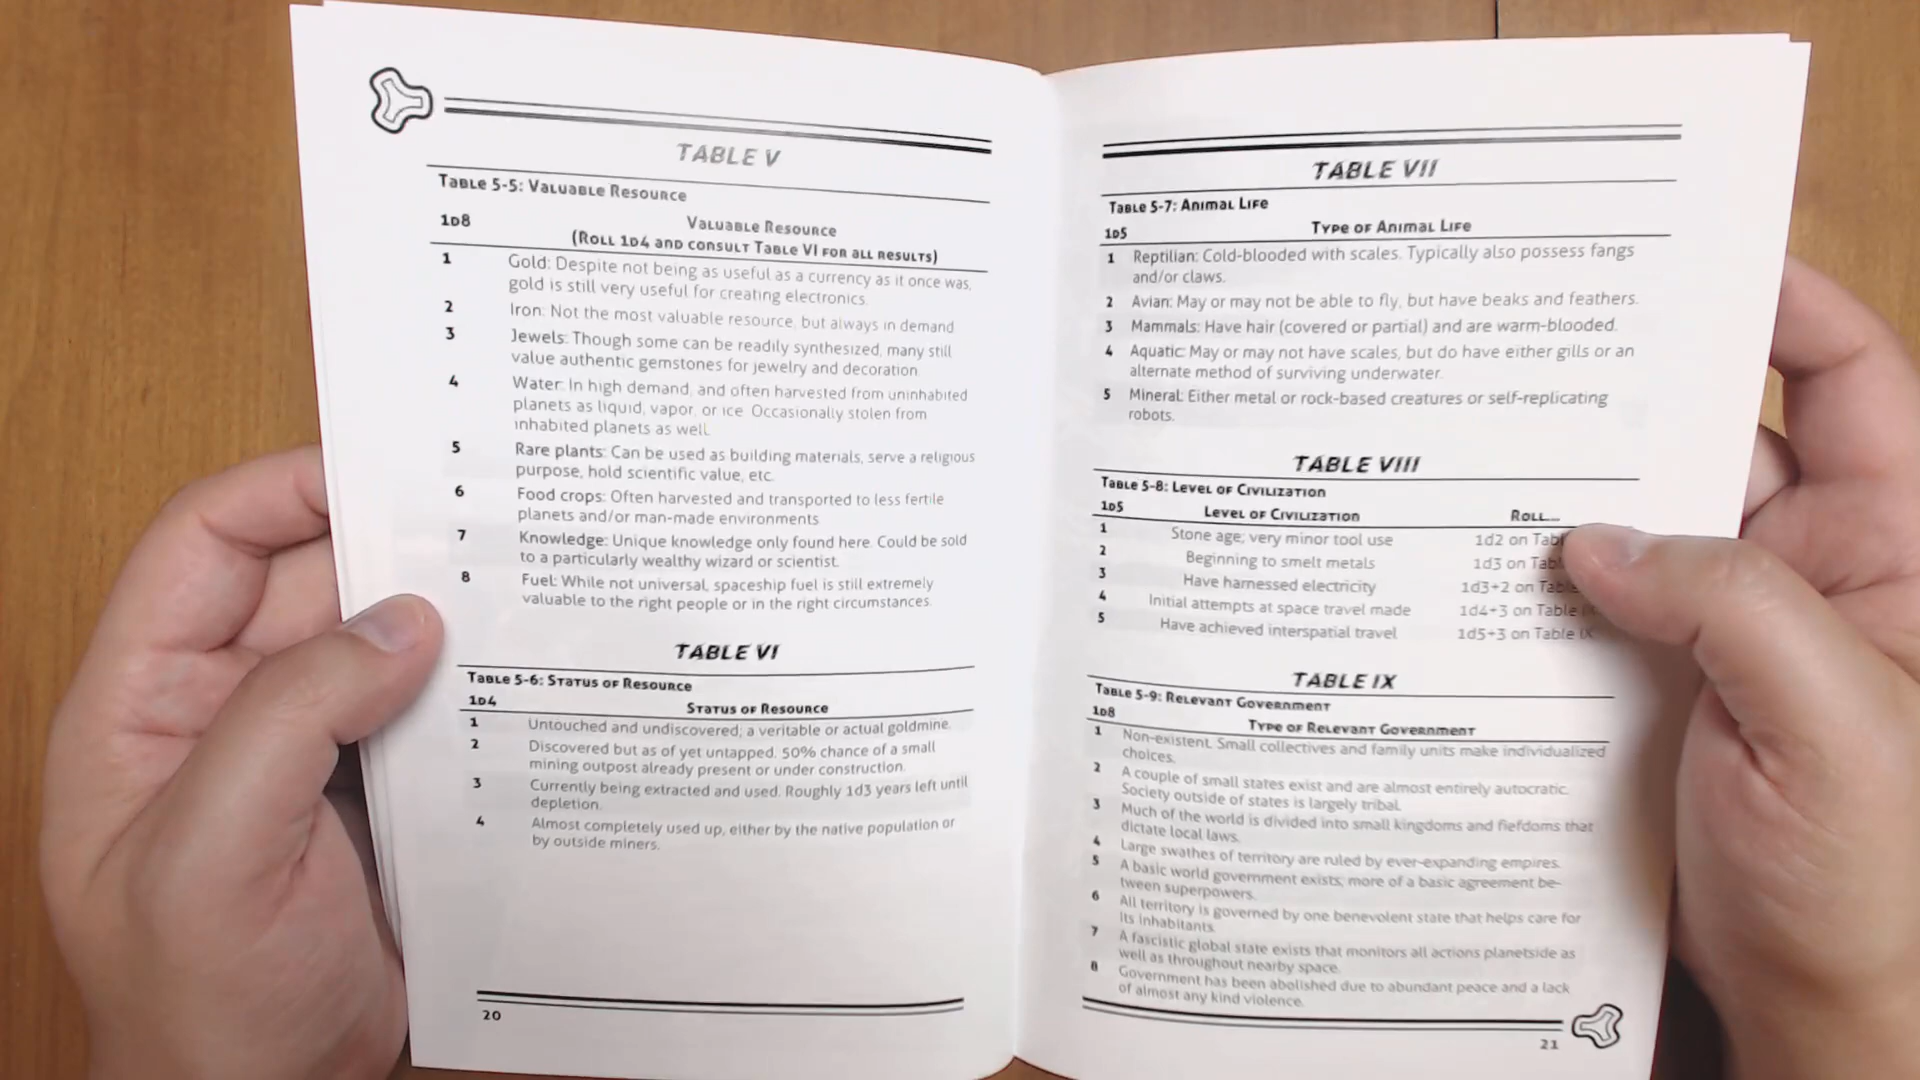 TABLE V
Table 5-5: Valuable Resource
1D8
Valuable Resource
(Roll 1D4 and consult Table VI for all results)
1 Gold: Despite not being as useful as a currency as it once was,
gold is still very useful for creating electronics.
2 Iron: Not the most valuable resource, but always in demand
3 Jewels: Though some can be readily synthesized, many still
value authentic gemstones for jewelry and decoration.
4 Water: In high demand, and often harvested from uninhabited
planets as liquid, vapor, or ice. Occasionally stolen from
inhabited planets as well.
5 Rare plants: Can be used as building materials, serve a religious
purpose, hold scientific value, etc.
6 Food crops: Often harvested and transported to less fertile
planets and/or man-made environments
7 Knowledge: Unique knowledge only found here. Could be sold
to a particularly wealthy wizard or scientist.
8 Fuel: While not universal, spaceship fuel is still extremely
valuable to the right people or in the right circumstances.
TABLE VI
Table 5-6: Status of Resource
1D4 Status of Resource
1 Untouched and undiscovered; a veritable or actual goldmine.
2 Discovered but as of yet untapped. 50% chance of a small
mining outpost already present or under construction.
3 Currently being extracted and used. Roughly 1d3 years left until
depletion.
4 Almost completely used up, either by the native population or
by outside miners.
20
TABLE VII
Table 5-7: Animal Life
1D5 Type of Animal Life
1 Reptilian: Cold-blooded with scales. Typically also possess fangs
and/or claws.
2 Avian: May or may not be able to fly, but have beaks and feathers.
3 Mammals: Have hair (covered or partial) and are warm-blooded.
4 Aquatic: May or may not have scales, but do have either gills or an
alternate method of surviving underwater.
5 Mineral: Either metal or rock-based creatures or self-replicating
robots.
TABLE VIII
Table 5-8: Level of Civilization
1D5 Level of Civilization Roll...
1 Stone age; very minor tool use 1d2 on
2 Beginning to smelt metals 1d3 on
3 Have harnessed electricity 1d3+2 on Table
4 Initial attempts at space travel made 1d4+3 on Table
5 Have achieved interspatial travel 1d5+3 on Table IX
TABLE IX
Table 5-9: Relevant Government
1D8 Type of Relevant Government
1 Non-existent. Small collectives and family units make individualized
choices.
2 A couple of small states exist and are almost entirely autocratic.
Society outside of states is largely tribal.
3 Much of the world is divided into small kingdoms and fiefdoms that
dictate local laws.
4 Large swathes of territory are ruled by ever-expanding empires.
5 A basic world government exists; more of a basic agreement be-
tween superpowers.
6 All territory is governed by one benevolent state that helps care for
its inhabitants.
7 A fascistic global state exists that monitors all actions planetside as
well as throughout nearby space.
8 Government has been abolished due to abundant peace and a lack
of almost any kind violence.
21